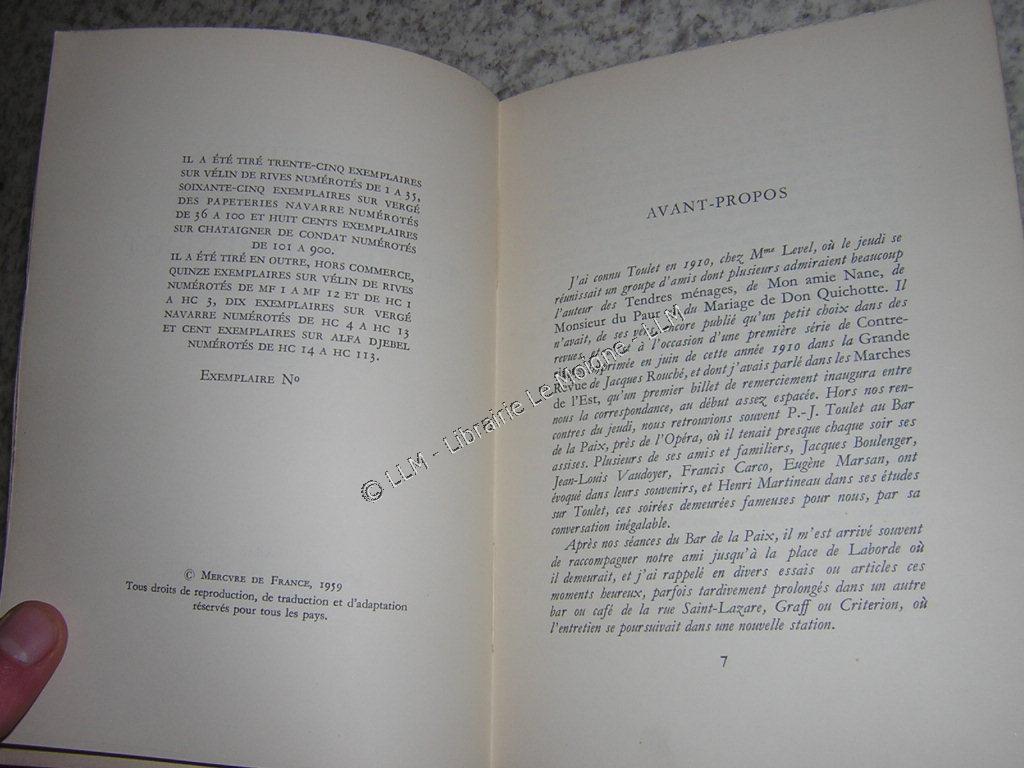 IL A ÉTÉ TIRÉ TRENTE-CINQ EXEMPLAIRES
SUR VÉLIN DE RIVES NUMÉROTÉS DE 1 A 35,
SOIXANTE-CINQ EXEMPLAIRES SUR VERGÉ
DES PAPETERIES NAVARRE NUMÉROTÉS
DE 36 A 100 ET HUIT CENTS EXEMPLAIRES
SUR CHATAIGNER DE CONDAT NUMÉROTÉS
DE 101 A 900.
IL A ÉTÉ TIRÉ EN OUTRE, HORS COMMERCE,
QUINZE EXEMPLAIRES SUR VÉLIN DE RIVES
NUMÉROTÉS DE MF 1 A MF 12 ET DE HC 1
A HC 3, DIX EXEMPLAIRES SUR VERGÉ
NAVARRE NUMÉROTÉS DE HC 4 A HC 13
ET CENT EXEMPLAIRES SUR ALFA DJEBEL
NUMÉROTÉS DE HC 14 A HC 113.
EXEMPLAIRE Nº
© MERCVRE DE FRANCE, 1959
Tous droits de reproduction, de traduction et d'adaptation
réservés pour tous les pays.
AVANT-PROPOS
J'ai connu Toulet en 1910, chez Mme Level, où le jeudi se
réunissait un groupe d'amis dont plusieurs admiraient beaucoup
l'auteur des Tendres ménages, de Mon amie Nane, de
Monsieur du Paur et du Mariage de Don Quichotte. Il
n'avait, de ses vers, encore publié qu'un petit choix dans des
revues, et c'est à l'occasion d'une première série de Contre-
imprimée en juin de cette année 1910 dans la Grande
Revue de Jacques Rouché, et dont j'avais parlé dans les Marches
de l'Est, qu'un premier billet de remerciement inaugura entre
nous la correspondance, au début assez espacée. Hors nos ren-
contres du jeudi, nous retrouvions souvent P.-J. Toulet au Bar
de la Paix, près de l'Opéra, où il tenait presque chaque soir ses
assises. Plusieurs de ses amis et familiers, Jacques Boulenger,
Jean-Louis Vaudoyer, Francis Carco, Eugène Marsan, ont
évoqué dans leurs souvenirs, et Henri Martineau dans ses études
sur Toulet, ces soirées demeurées fameuses pour nous, par sa
conversation inégalable.
Après nos séances du Bar de la Paix, il m'est arrivé souvent
de raccompagner notre ami jusqu'à la place de Laborde où
il demeurait, et j'ai rappelé en divers essais ou articles ces
moments heureux, parfois tardivement prolongés dans un autre
bar ou café de la rue Saint-Lazare, Graff ou Criterion, où
l'entretien se poursuivait dans une nouvelle station.
7
© LLM - Librairie Le Moigne - LLM